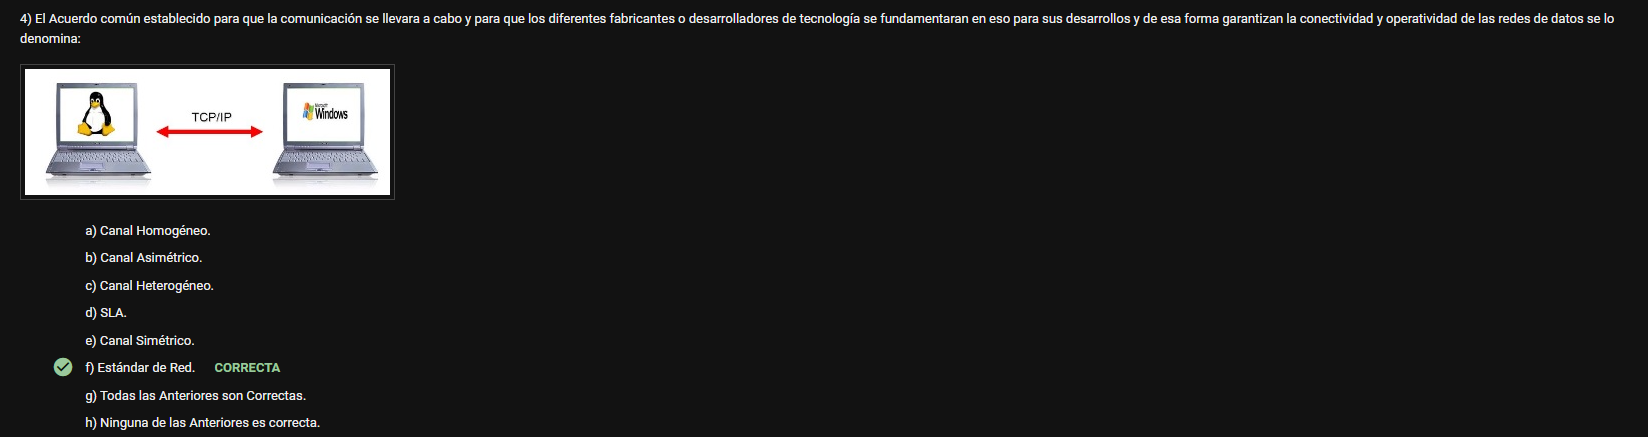 4) El Acuerdo común establecido para que la comunicación se llevara a cabo y para que los diferentes fabricantes o desarrolladores de tecnología se fundamentaran en eso para sus desarrollos y de esa forma garantizan la conectividad y operatividad de las redes de datos se lo
denomina:
TCP/IP
Microsoft
Windows
a) Canal Homogéneo.
b) Canal Asimétrico.
c) Canal Heterogéneo.
d) SLA.
e) Canal Simétrico.
f) Estándar de Red. CORRECTA
g) Todas las Anteriores son Correctas.
h) Ninguna de las Anteriores es correcta.